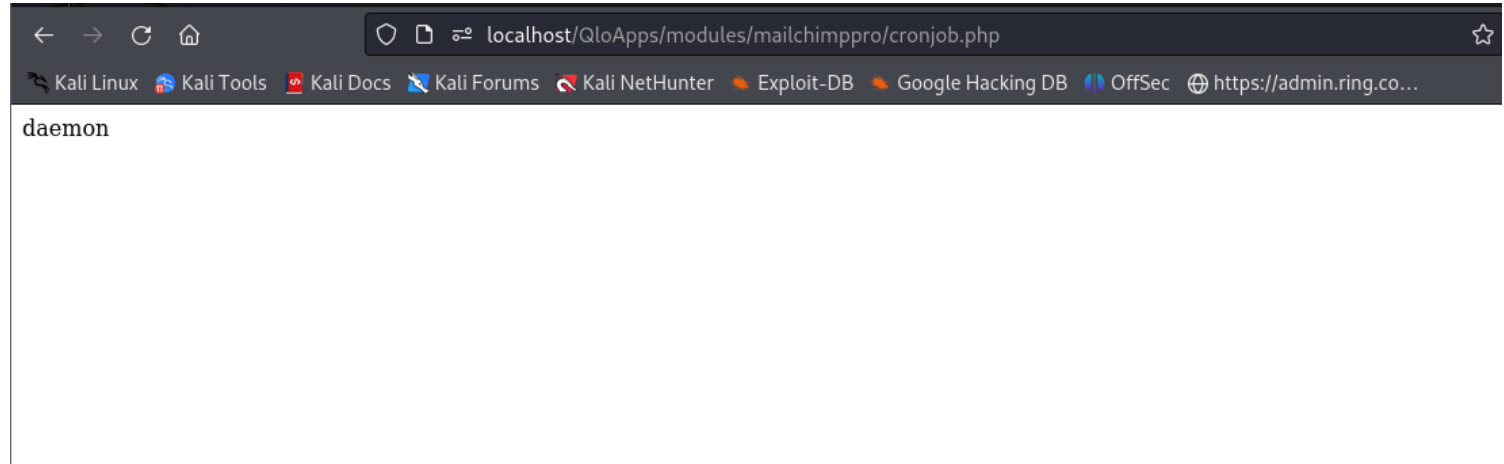 localhost/QloApps/modules/mailchimppro/cronjob.php
Kali Linux Kali Tools Kali Docs Kali Forums Kali NetHunter Exploit-DB Google Hacking DB OffSec https://admin.ring.co…
daemon